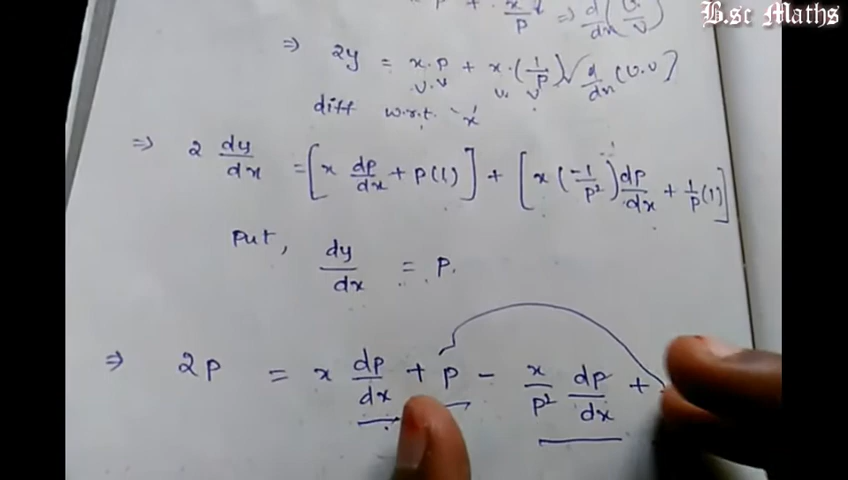 B.sc Maths
x/p ⇒ d/dx (u/v)
⇒ 2y = x.p + x.(1/p) √ d/dx (U.V)
U.V U. V
diff w.r.t. 'x'
⇒ 2 dy/dx = [x dp/dx + p(1)] + [x (-1/p²) dp/dx + 1/p (1)]
Put, dy/dx = p.
⇒ 2p = x dp/dx + p - x/p² dp/dx +